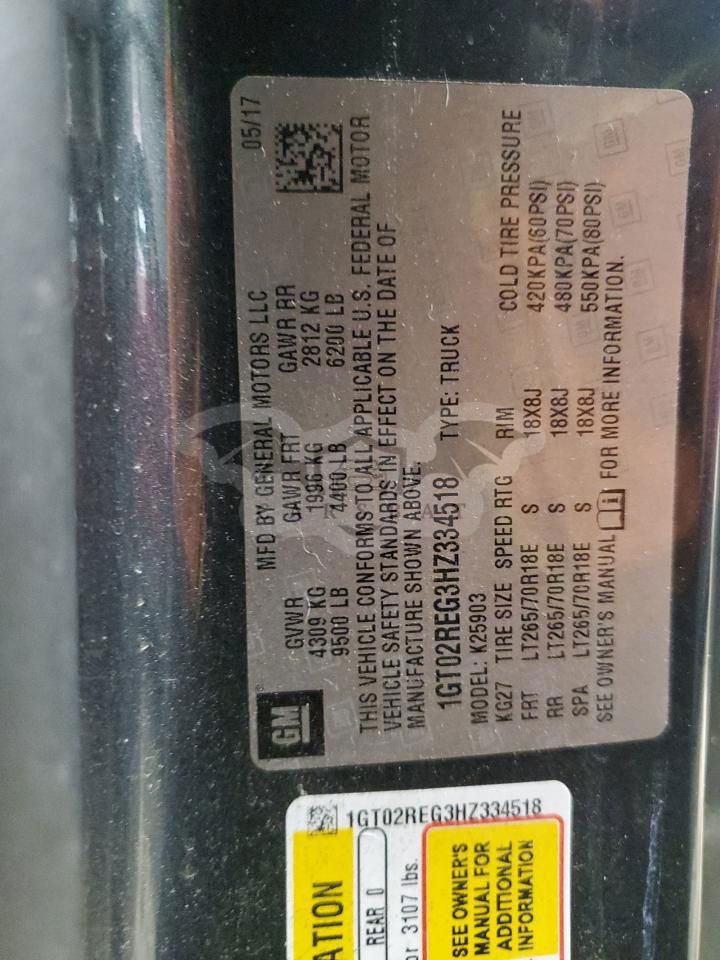 MFD BY GENERAL MOTORS LLC 05/17
GVWR GAWR FRT GAWR RR
4309 KG 1996 KG 2812 KG
9500 LB 4400 LB 6200 LB
THIS VEHICLE CONFORMS TO ALL APPLICABLE U.S. FEDERAL MOTOR
VEHICLE SAFETY STANDARDS IN EFFECT ON THE DATE OF
MANUFACTURE SHOWN ABOVE.
1GT02REG3HZ334518 TYPE: TRUCK
MODEL: K25903
KG27 TIRE SIZE SPEED RTG RIM COLD TIRE PRESSURE
FRT LT265/70R18E S 18X8J 420KPA(60PSI)
RR LT265/70R18E S 18X8J 480KPA(70PSI)
SPA LT265/70R18E S 18X8J 550KPA(80PSI)
SEE OWNER'S MANUAL FOR MORE INFORMATION.
GM
1GT02REG3HZ334518
ATION
REAR 0
or 3107 lbs.
SEE OWNER'S
MANUAL FOR
ADDITIONAL
INFORMATION